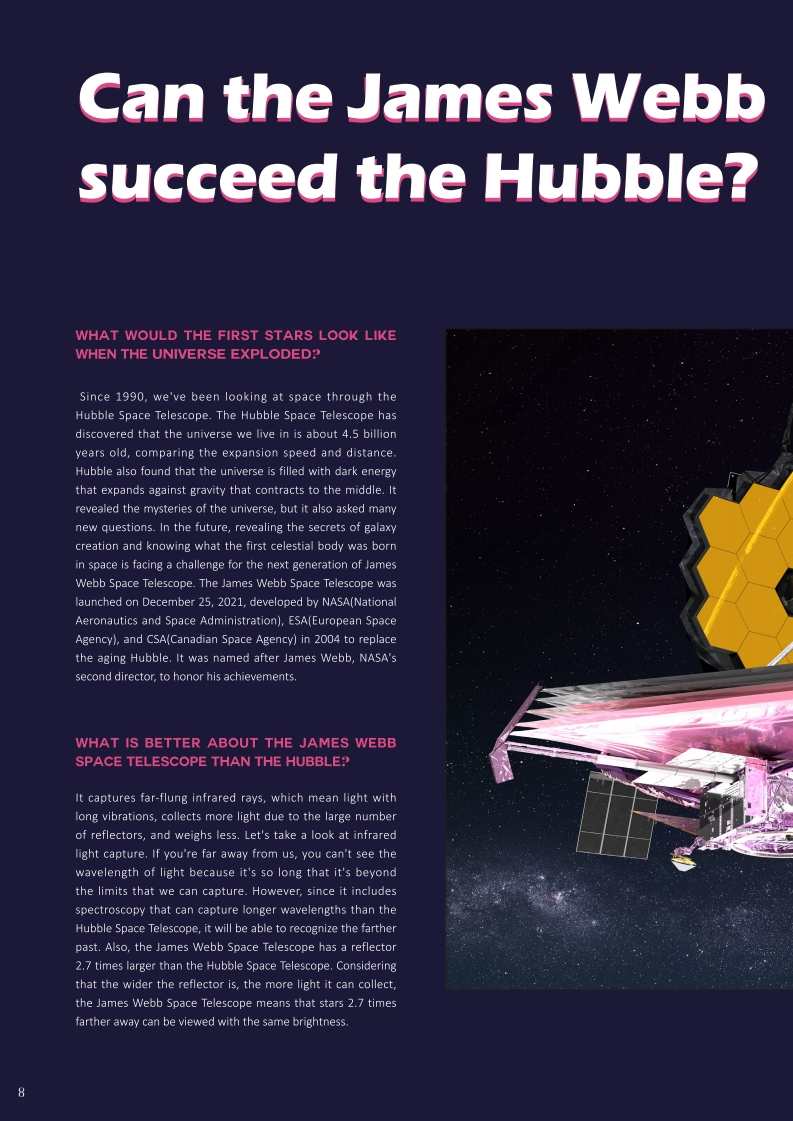 Can the James Webb
succeed the Hubble?
WHAT WOULD THE FIRST STARS LOOK LIKE
WHEN THE UNIVERSE EXPLODED?
Since 1990, we've been looking at space through the
Hubble Space Telescope. The Hubble Space Telescope has
discovered that the universe we live in is about 4.5 billion
years old, comparing the expansion speed and distance.
Hubble also found that the universe is filled with dark energy
that expands against gravity that contracts to the middle. It
revealed the mysteries of the universe, but it also asked many
new questions. In the future, revealing the secrets of galaxy
creation and knowing what the first celestial body was born
in space is facing a challenge for the next generation of James
Webb Space Telescope. The James Webb Space Telescope was
launched on December 25, 2021, developed by NASA(National
Aeronautics and Space Administration), ESA(European Space
Agency), and CSA(Canadian Space Agency) in 2004 to replace
the aging Hubble. It was named after James Webb, NASA's
second director, to honor his achievements.
WHAT IS BETTER ABOUT THE JAMES WEBB
SPACE TELESCOPE THAN THE HUBBLE?
It captures far-flung infrared rays, which mean light with
long vibrations, collects more light due to the large number
of reflectors, and weighs less. Let's take a look at infrared
light capture. If you're far away from us, you can't see the
wavelength of light because it's so long that it's beyond
the limits that we can capture. However, since it includes
spectroscopy that can capture longer wavelengths than the
Hubble Space Telescope, it will be able to recognize the farther
past. Also, the James Webb Space Telescope has a reflector
2.7 times larger than the Hubble Space Telescope. Considering
that the wider the reflector is, the more light it can collect,
the James Webb Space Telescope means that stars 2.7 times
farther away can be viewed with the same brightness.
8